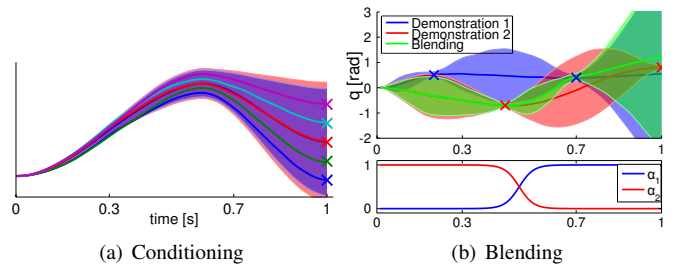 3
2
1
0
-1
-2
q [rad]
Demonstration 1
Demonstration 2
Blending
0 0.3 0.7 1
1
0
α1
α2
0 0.3 0.7 1
0 0.3 0.7 1
time [s]
(a) Conditioning
(b) Blending